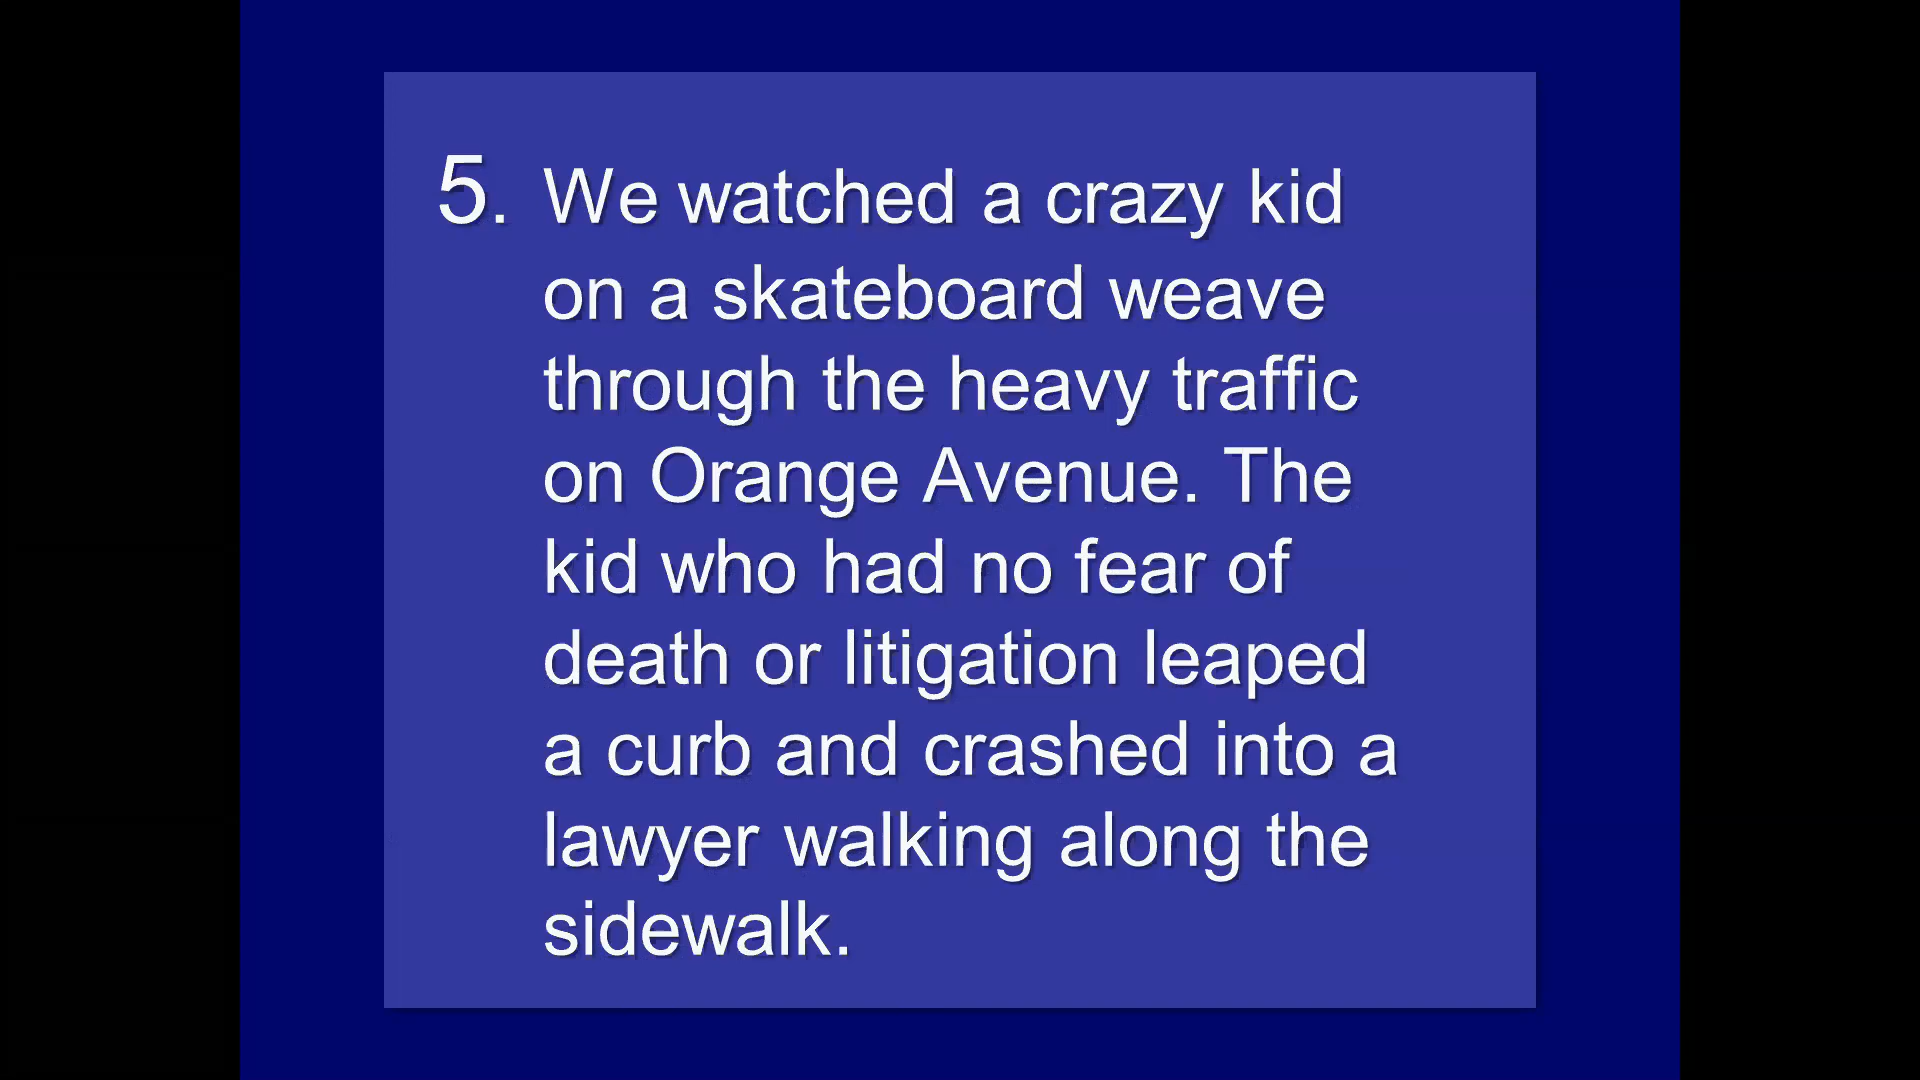 5. We watched a crazy kid
on a skateboard weave
through the heavy traffic
on Orange Avenue. The
kid who had no fear of
death or litigation leaped
a curb and crashed into a
lawyer walking along the
sidewalk.